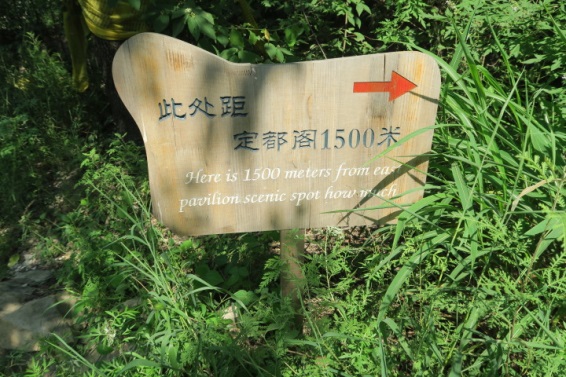 此处距
定都阁1500米
Here is 1500 meters from east
pavilion scenic spot how much